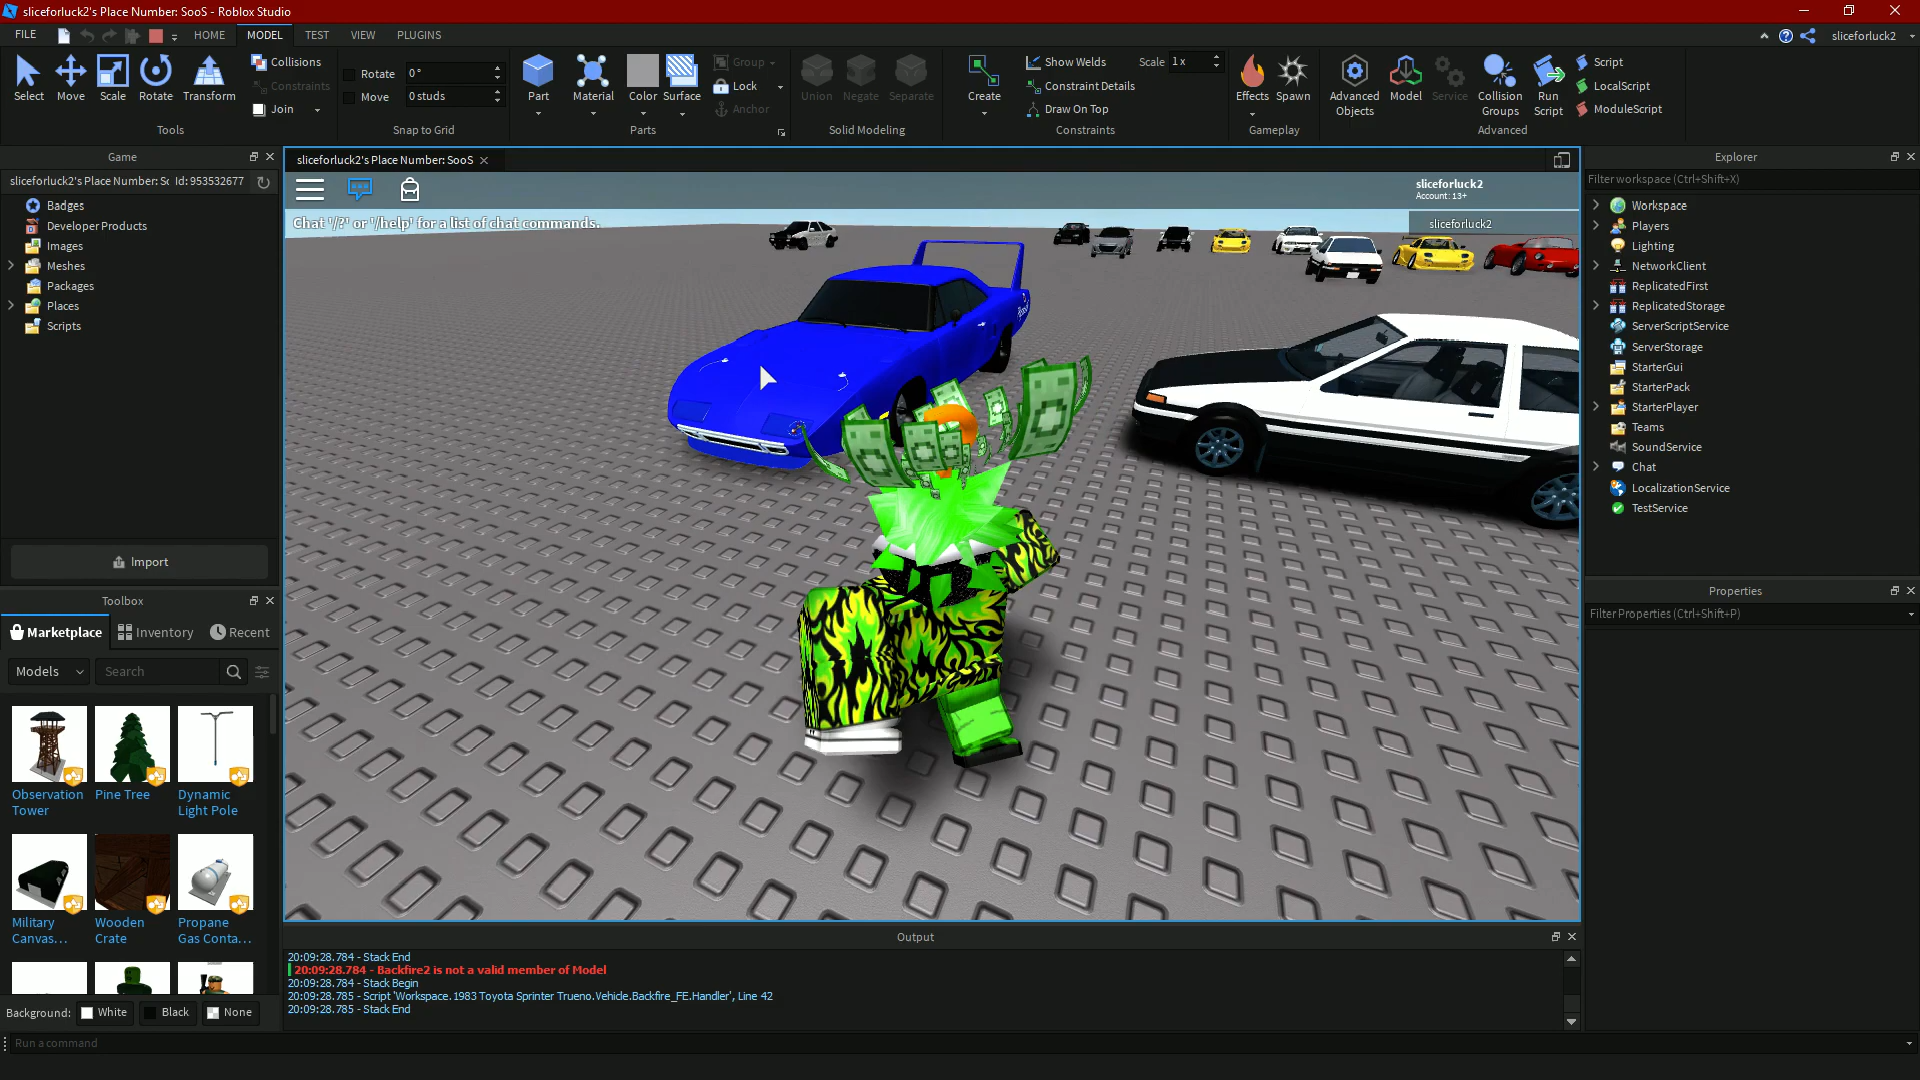 sliceforluck2's Place Number: SooS - Roblox Studio
FILE HOME MODEL TEST VIEW PLUGINS sliceforluck2
Select Move Scale Rotate Transform
Collisions
Constraints
Join
Tools
Rotate 0°
Move 0 studs
Snap to Grid
Part Material Color Surface
Group
Lock
Anchor
Parts
Union Negate Separate
Solid Modeling
Create
Show Welds Scale 1 x
Constraint Details
Draw On Top
Constraints
Effects Spawn
Gameplay
Advanced Objects Model Service Collision Groups Run Script
Script
LocalScript
ModuleScript
Advanced
Game
sliceforluck2's Place Number: Sc Id: 953532677
Badges
Developer Products
Images
Meshes
Packages
Places
Scripts
Import
Toolbox
Marketplace Inventory Recent
Models Search
Observation Tower
Pine Tree
Dynamic Light Pole
Military Canvas...
Wooden Crate
Propane Gas Conta...
Background: White Black None
Run a command
sliceforluck2's Place Number: SooS
sliceforluck2
Account: 13+
Chat '/?' or '/help' for a list of chat commands.
sliceforluck2
Output
20:09:28.784 - Stack End
20:09:28.784 - Backfire2 is not a valid member of Model
20:09:28.784 - Stack Begin
20:09:28.785 - Script 'Workspace.1983 Toyota Sprinter Trueno.Vehicle.Backfire_FE.Handler', Line 42
20:09:28.785 - Stack End
Explorer
Filter workspace (Ctrl+Shift+X)
Workspace
Players
Lighting
NetworkClient
ReplicatedFirst
ReplicatedStorage
ServerScriptService
ServerStorage
StarterGui
StarterPack
StarterPlayer
Teams
SoundService
Chat
LocalizationService
TestService
Properties
Filter Properties (Ctrl+Shift+P)